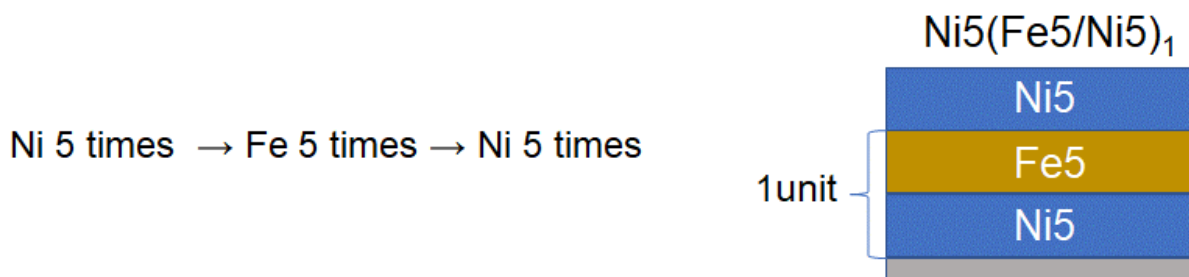 Ni 5 times → Fe 5 times → Ni 5 times
Ni5(Fe5/Ni5)₁
Ni5
Fe5
1unit
Ni5